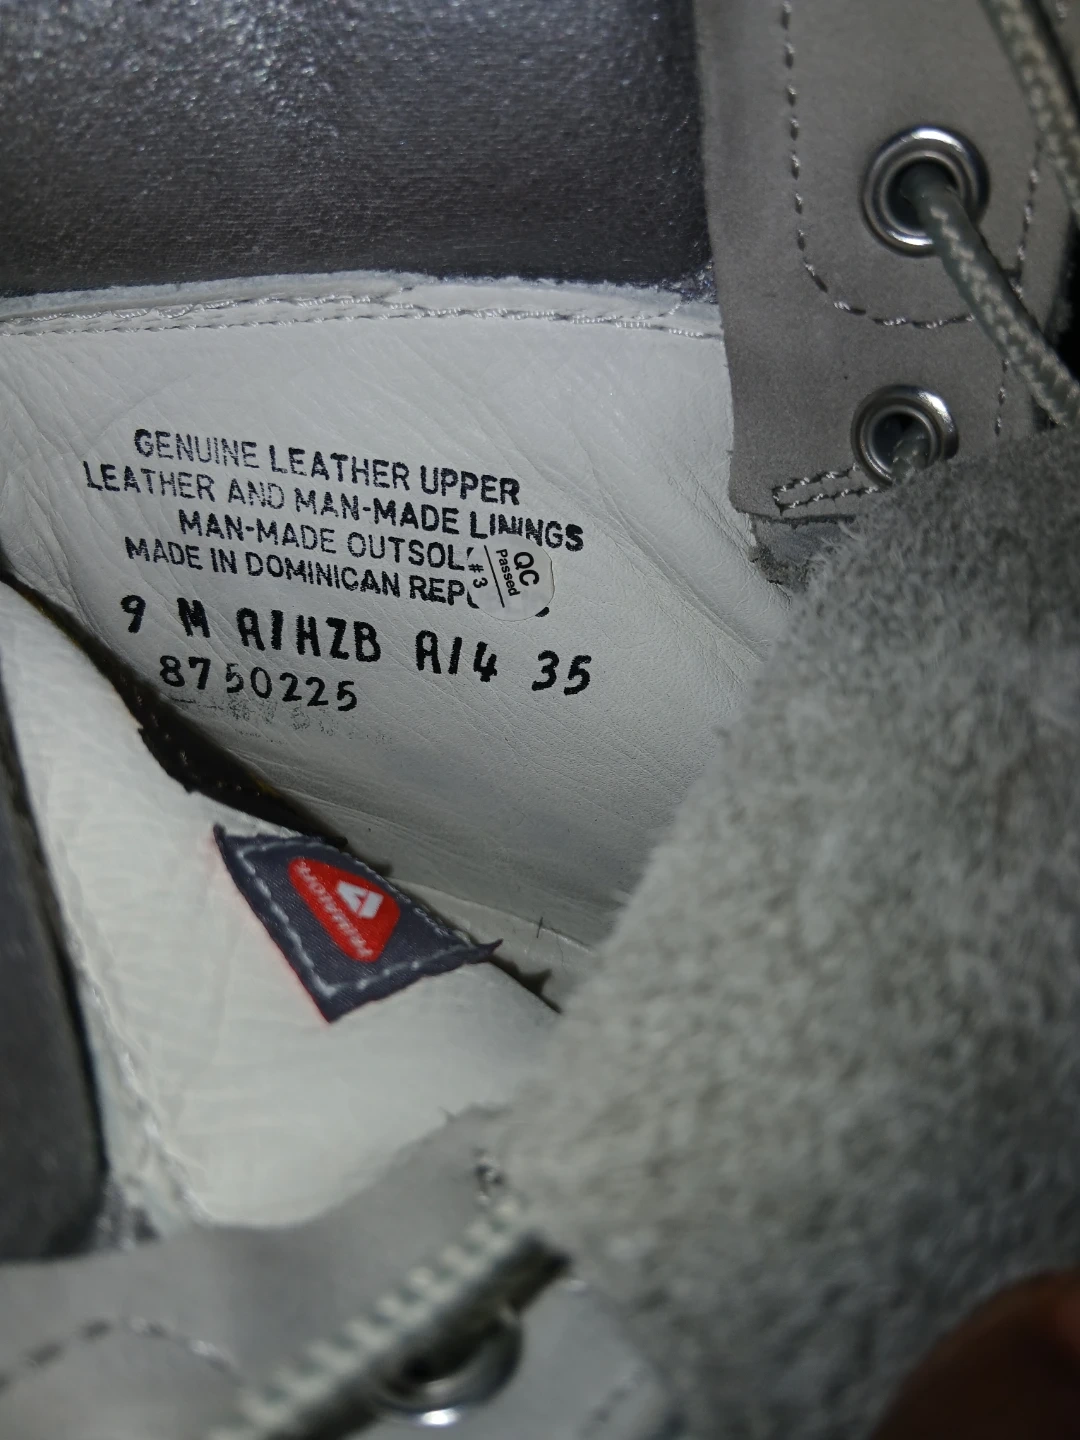 GENUINE LEATHER UPPER
LEATHER AND MAN-MADE LININGS
MAN-MADE OUTSOL
MADE IN DOMINICAN REP
#3 QC Passed
9 M A1HZB A14 35
8750225